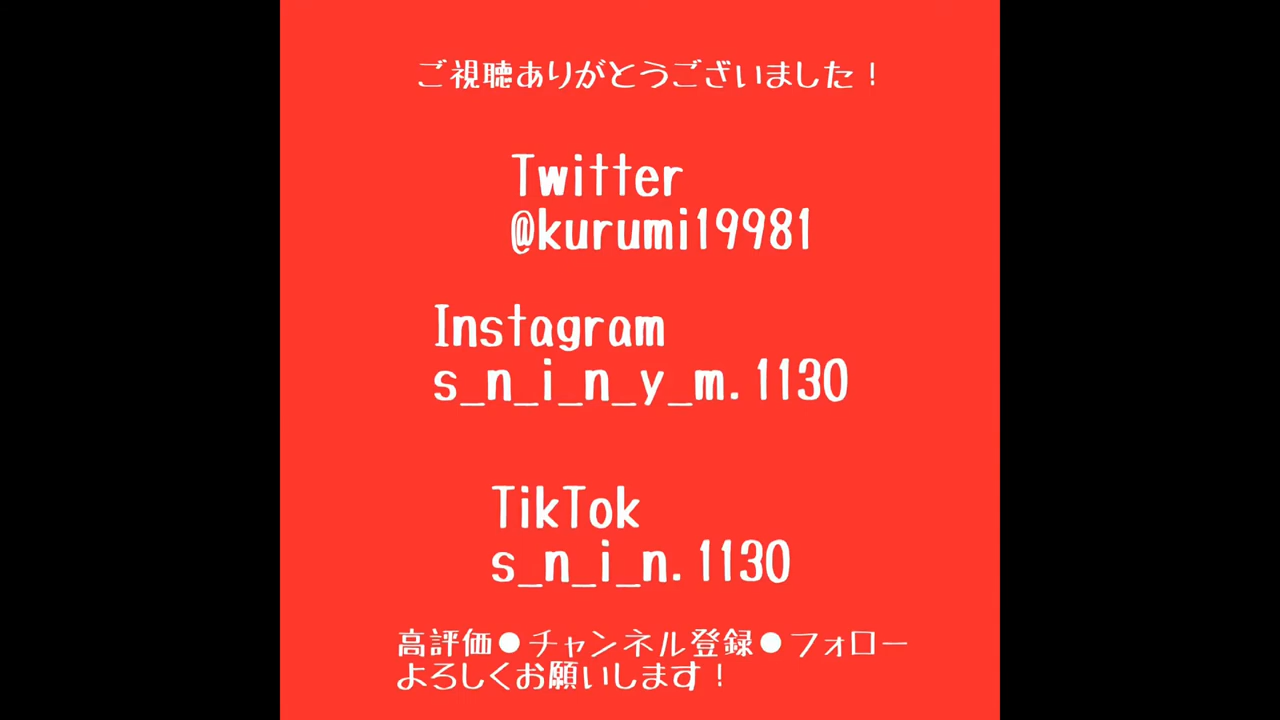 ご視聴ありがとうございました！
Twitter
@kurumi19981
Instagram
s_n_i_n_y_m.1130
TikTok
s_n_i_n.1130
高評価●チャンネル登録●フォロー
よろしくお願いします！